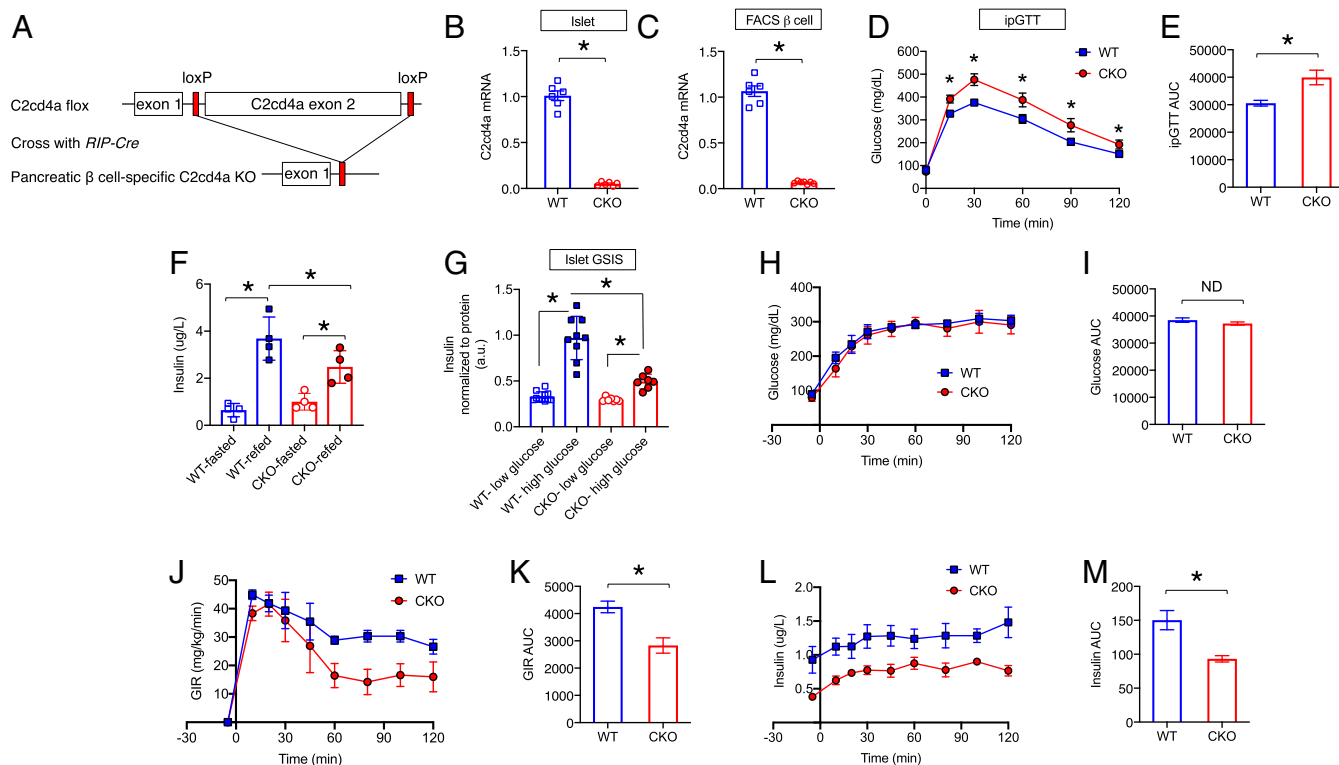 A
loxP
loxP
C2cd4a flox
exon 1
C2cd4a exon 2
Cross with RIP-Cre
Pancreatic β cell-specific C2cd4a KO
exon 1
B
Islet
*
C2cd4a mRNA
1.5
1.0
0.5
0.0
WT
CKO
C
FACS β cell
*
C2cd4a mRNA
1.5
1.0
0.5
0.0
WT
CKO
D
ipGTT
WT
CKO
Glucose (mg/dL)
600
500
400
300
200
100
0
* * * * *
0 30 60 90 120
Time (min)
E
*
ipGTT AUC
50000
40000
30000
20000
10000
0
WT
CKO
F
* * *
Insulin (ug/L)
6
4
2
0
WT-fasted
WT-refed
CKO-fasted
CKO-refed
G
Islet GSIS
* * *
Insulin
normalized to protein
(a.u.)
1.5
1.0
0.5
0.0
WT- low glucose
WT- high glucose
CKO- low glucose
CKO- high glucose
H
Glucose (mg/dL)
400
300
200
100
WT
CKO
-30 0 30 60 90 120
Time (min)
I
ND
Glucose AUC
50000
40000
30000
20000
10000
0
WT
CKO
J
WT
CKO
GIR (mg/kg/min)
50
40
30
20
10
-30 0 30 60 90 120
Time (min)
K
*
GIR AUC
5000
4000
3000
2000
1000
0
WT
CKO
L
WT
CKO
Insulin (ug/L)
2.0
1.5
1.0
0.5
-30 0 30 60 90 120
Time (min)
M
*
Insulin AUC
200
150
100
50
0
WT
CKO